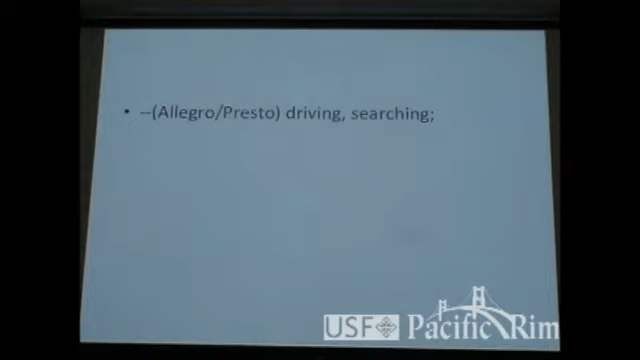 • --(Allegro/Presto) driving, searching;
USF Pacific Rim